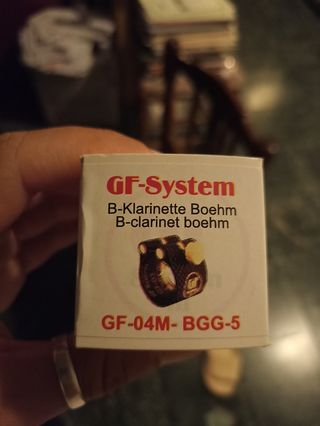 GF-System
B-Klarinette Boehm
B-clarinet boehm
GF-04M- BGG-5